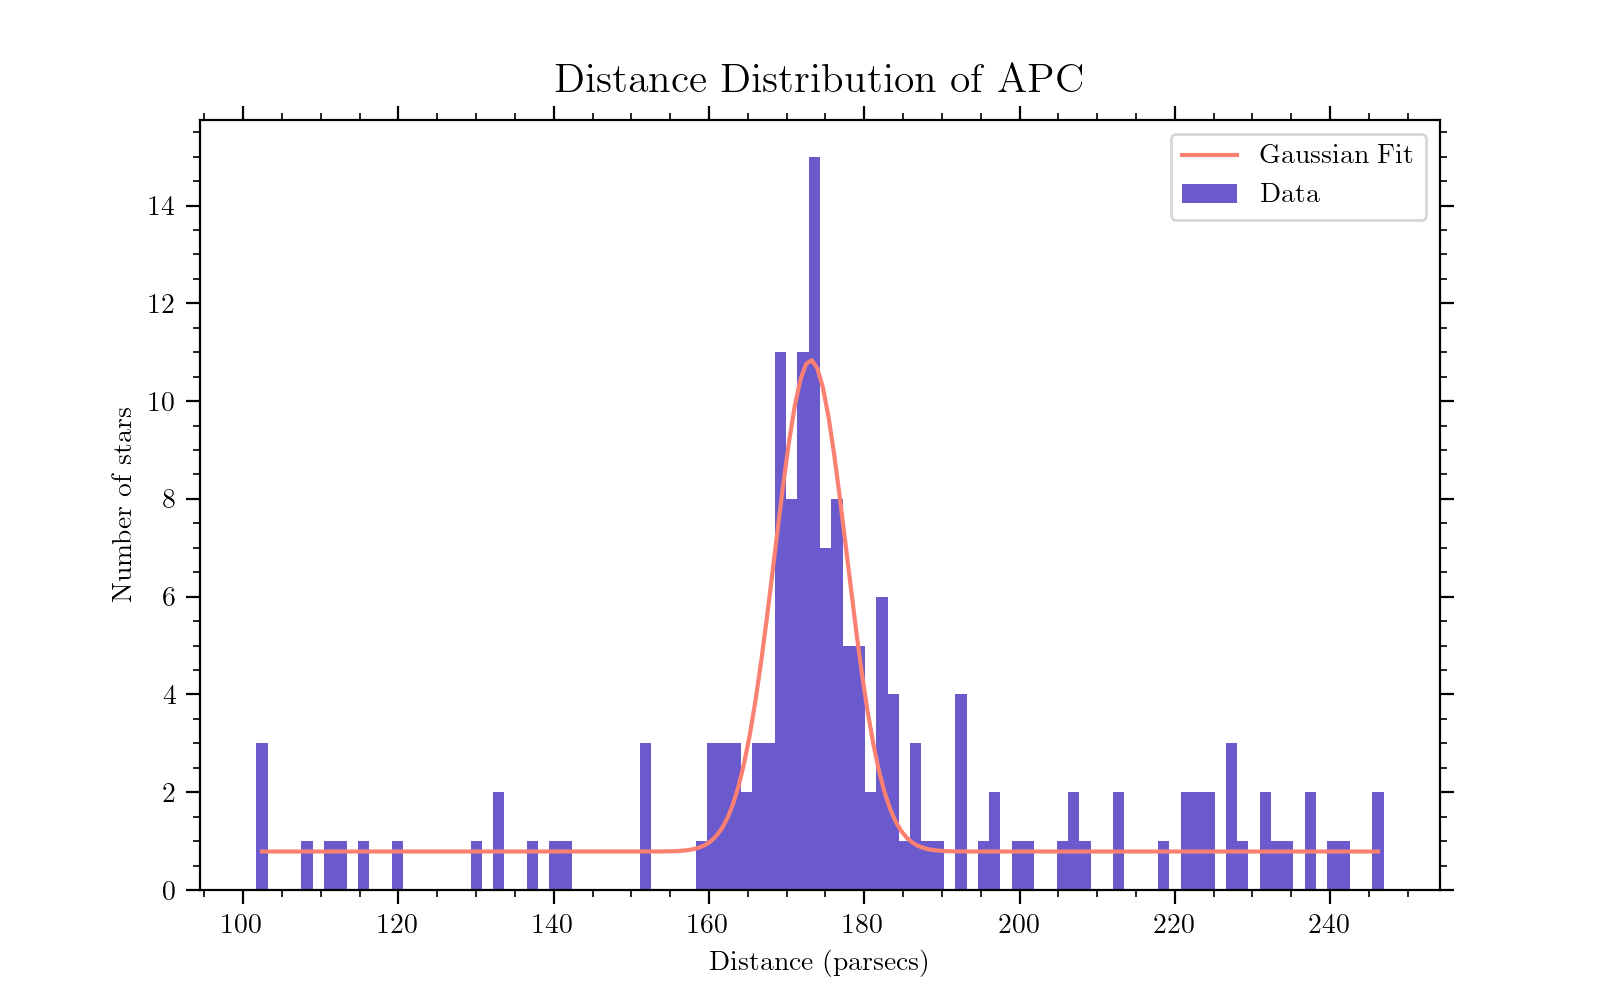 Distance Distribution of APC
Gaussian Fit
Data
14
12
10
8
6
4
2
0
Number of stars
100 120 140 160 180 200 220 240
Distance (parsecs)